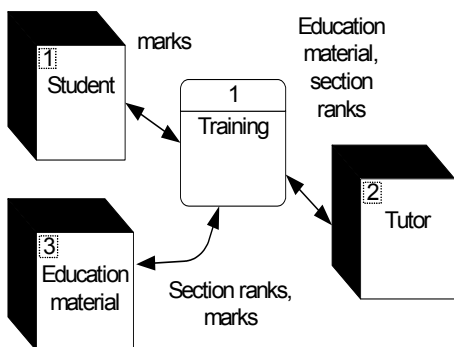 1
Student
marks
Education
material,
section
ranks
1
Training
2
Tutor
3
Education
material
Section ranks,
marks